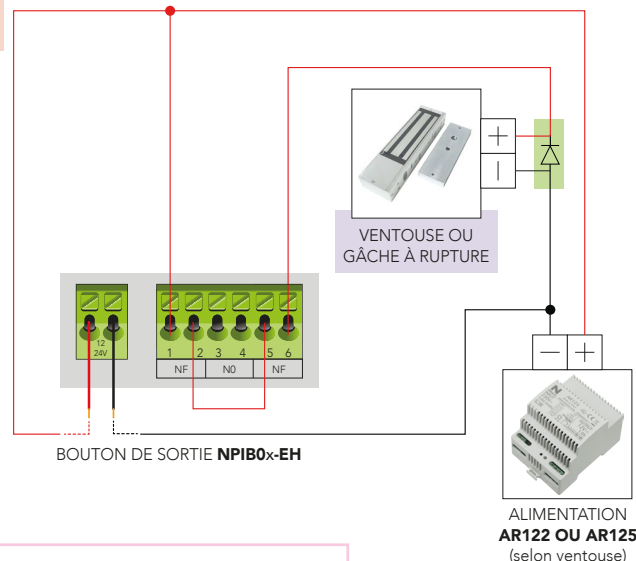 +
−
VENTOUSE OU
GÂCHE À RUPTURE
12
24V
1 2 3 4 5 6
NF N0 NF
− +
BOUTON DE SORTIE NPIB0x-EH
ALIMENTATION
AR122 OU AR125
(selon ventouse)